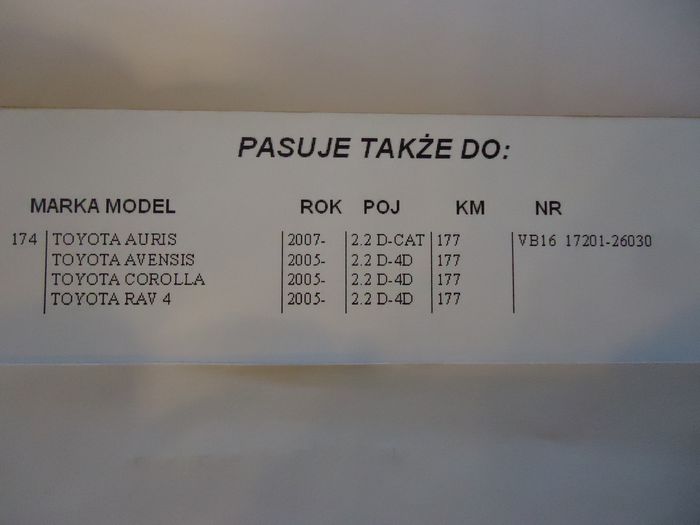 PASUJE TAKŻE DO:
MARKA MODEL ROK POJ KM NR
174 TOYOTA AURIS 2007- 2.2 D-CAT 177 VB16 17201-26030
TOYOTA AVENSIS 2005- 2.2 D-4D 177
TOYOTA COROLLA 2005- 2.2 D-4D 177
TOYOTA RAV 4 2005- 2.2 D-4D 177